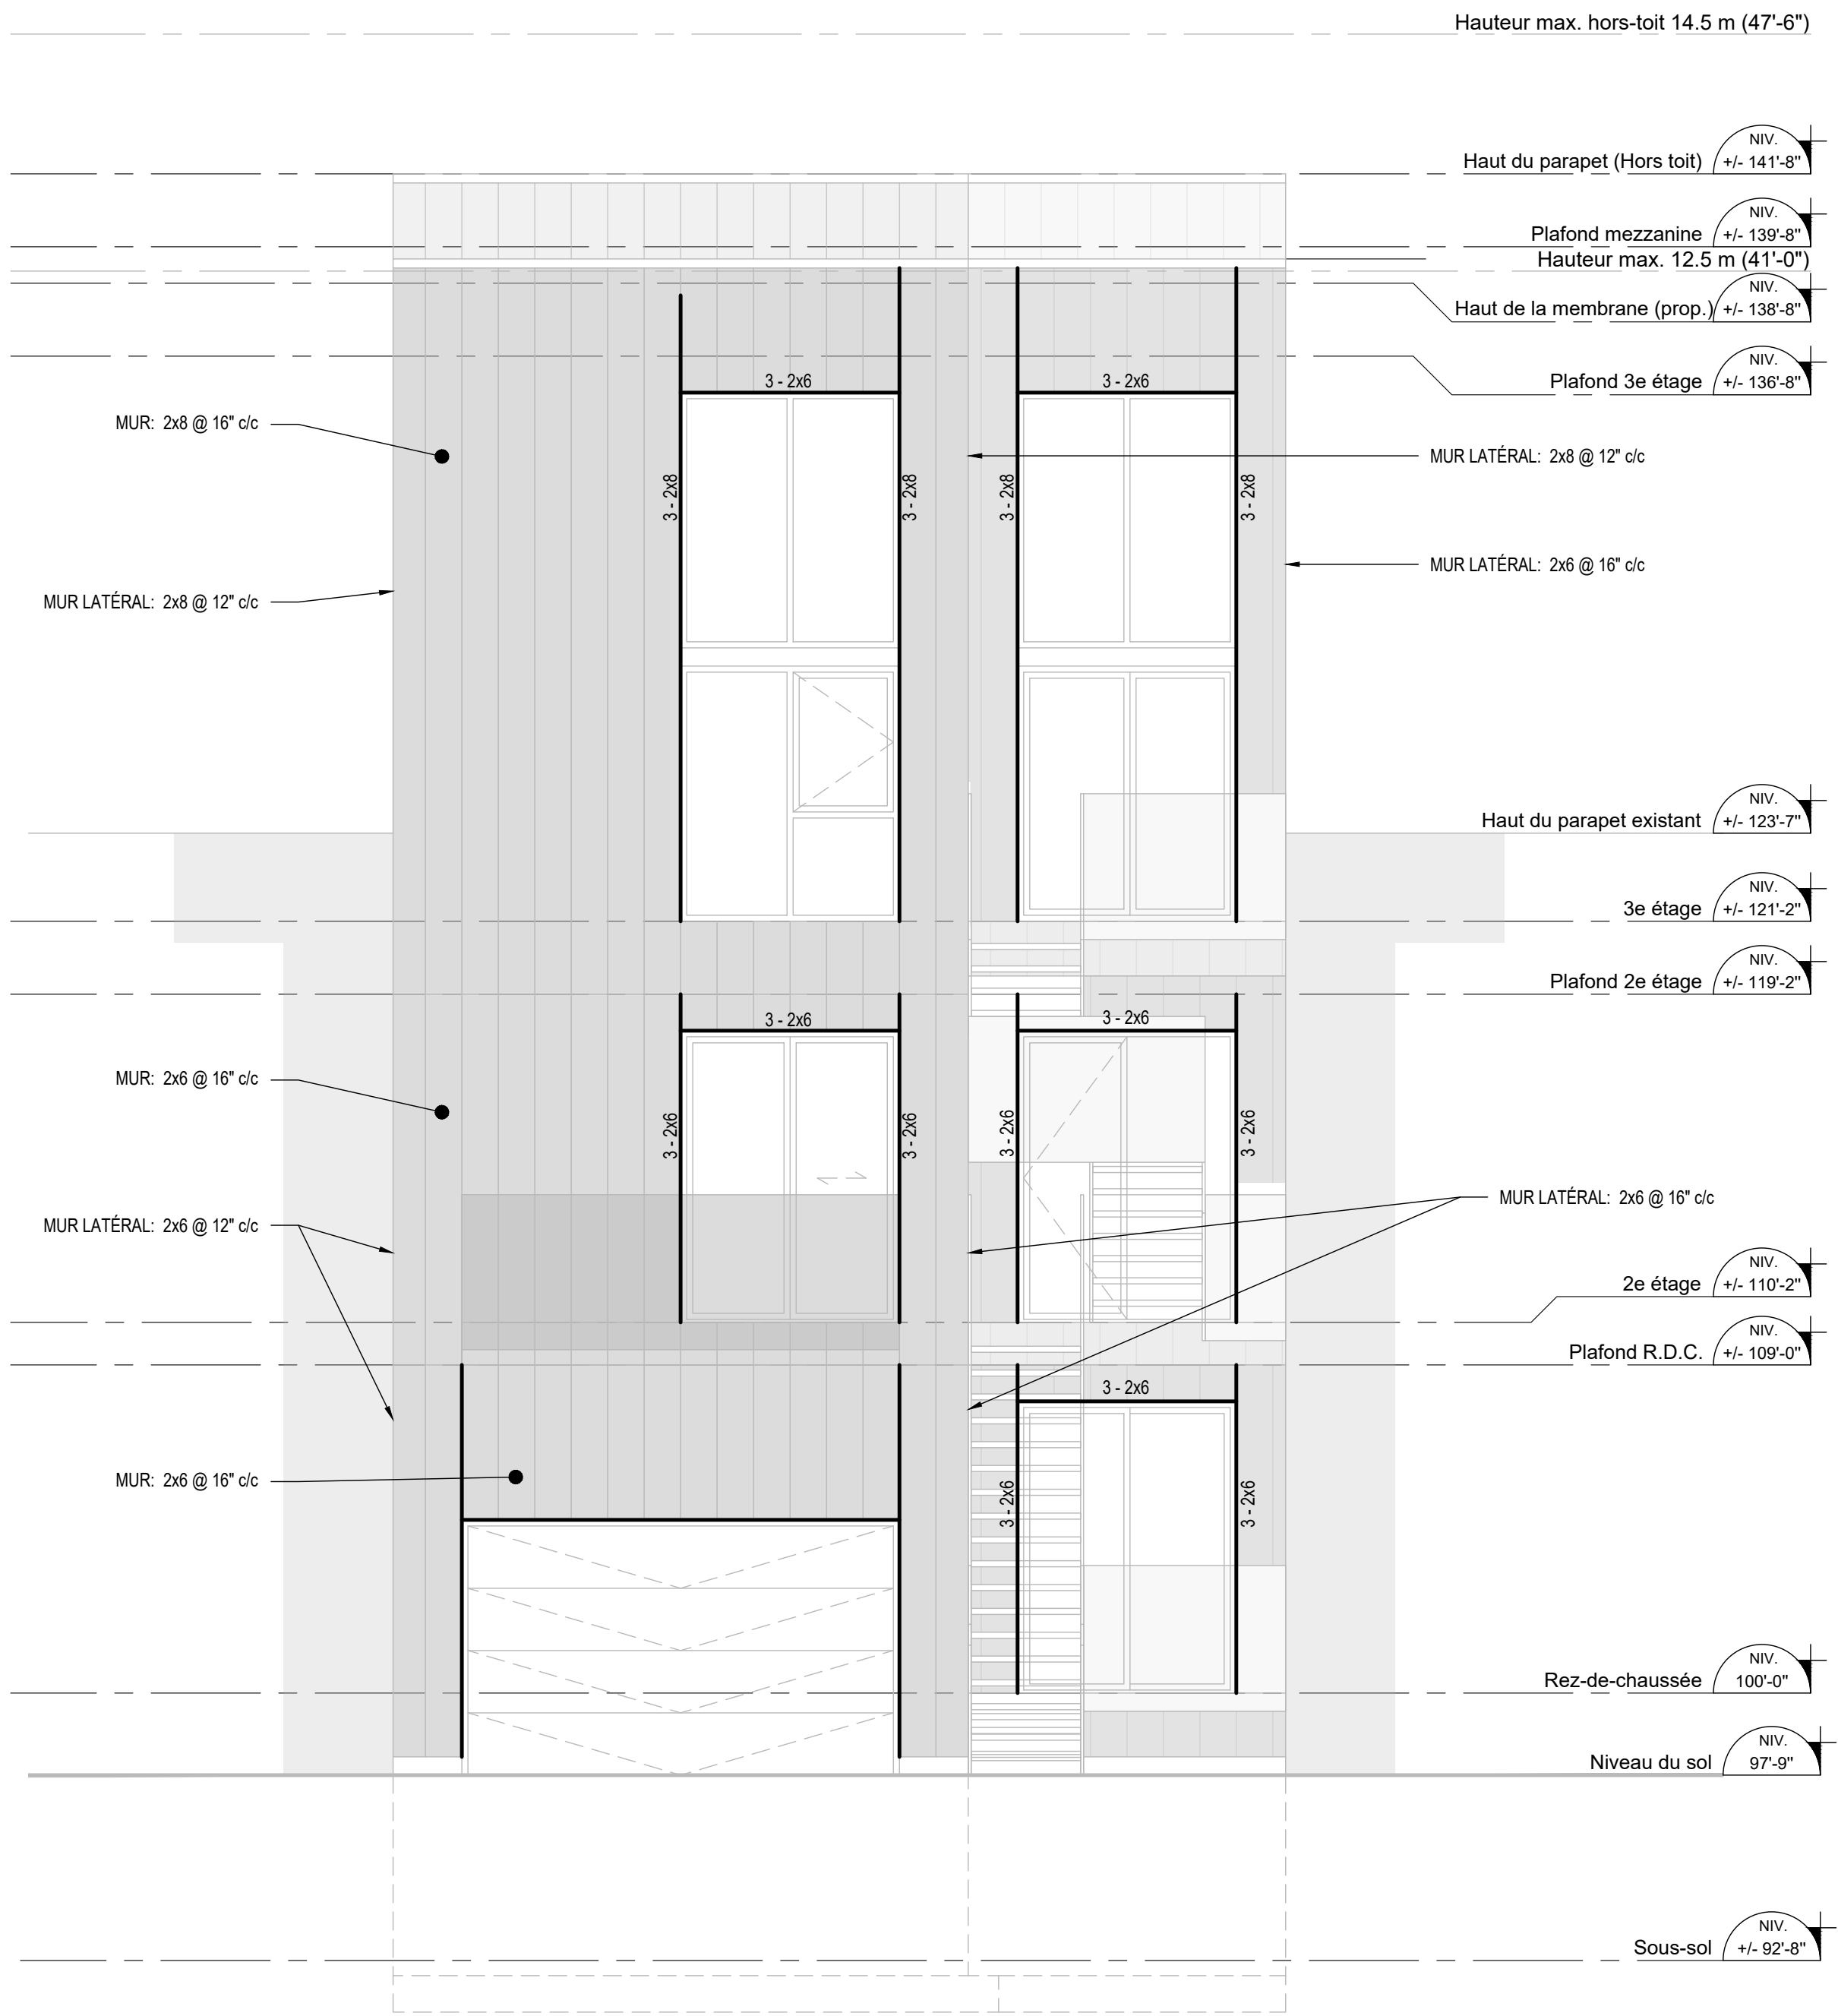 Hauteur max. hors-toit 14.5 m (47'-6")
NIV.
Haut du parapet (Hors toit) +/- 141'-8"
NIV.
Plafond mezzanine +/- 139'-8"
Hauteur max. 12.5 m (41'-0")
NIV.
Haut de la membrane (prop.) +/- 138'-8"
NIV.
Plafond 3e étage +/- 136'-8"
3 - 2x6
3 - 2x6
MUR: 2x8 @ 16" c/c
MUR LATÉRAL: 2x8 @ 12" c/c
3 - 2x8
3 - 2x8
3 - 2x8
3 - 2x8
MUR LATÉRAL: 2x6 @ 16" c/c
MUR LATÉRAL: 2x8 @ 12" c/c
NIV.
Haut du parapet existant +/- 123'-7"
NIV.
3e étage +/- 121'-2"
NIV.
Plafond 2e étage +/- 119'-2"
3 - 2x6
3 - 2x6
MUR: 2x6 @ 16" c/c
3 - 2x6
3 - 2x6
3 - 2x6
3 - 2x6
MUR LATÉRAL: 2x6 @ 16" c/c
MUR LATÉRAL: 2x6 @ 12" c/c
NIV.
2e étage +/- 110'-2"
NIV.
Plafond R.D.C. +/- 109'-0"
3 - 2x6
MUR: 2x6 @ 16" c/c
3 - 2x6
3 - 2x6
NIV.
Rez-de-chaussée 100'-0"
NIV.
Niveau du sol 97'-9"
NIV.
Sous-sol +/- 92'-8"